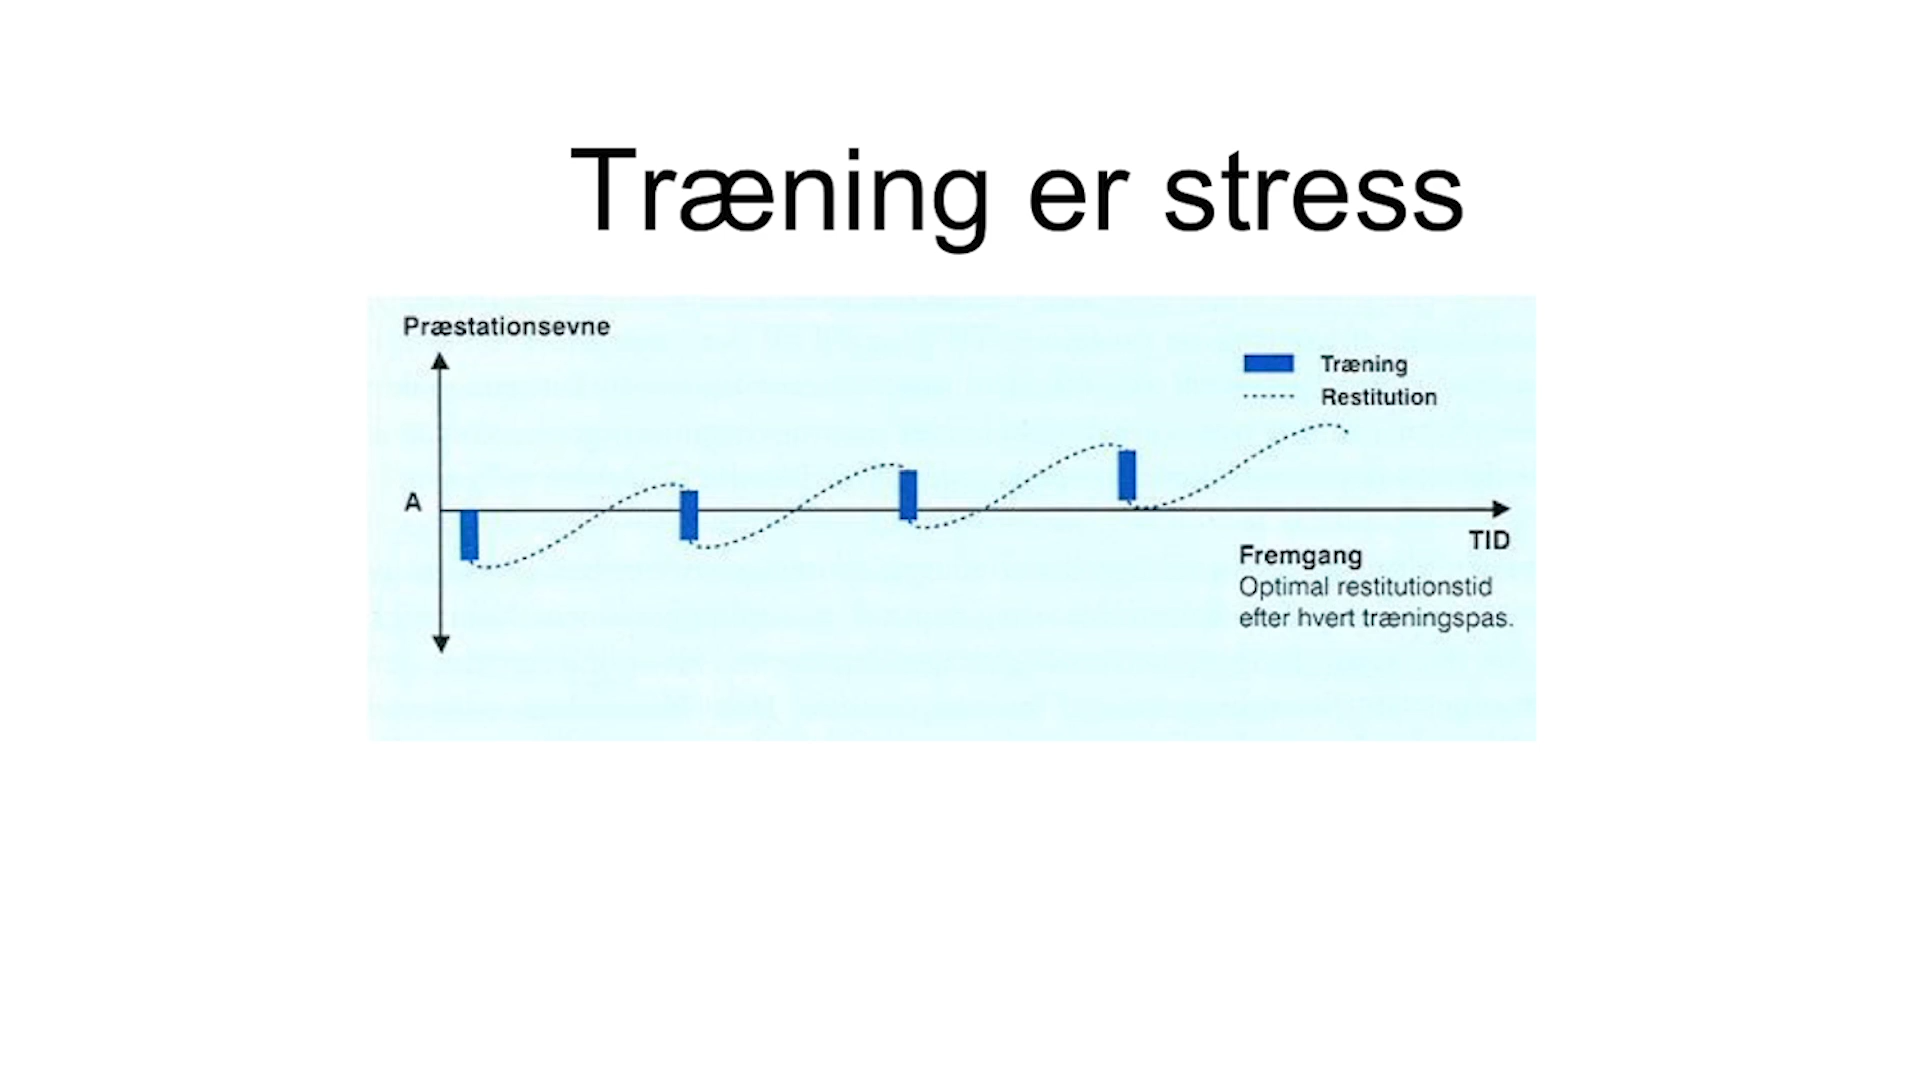 Træning er stress
Præstationsevne
Træning
Restitution
A
TID
Fremgang
Optimal restitutionstid
efter hvert træningspas.